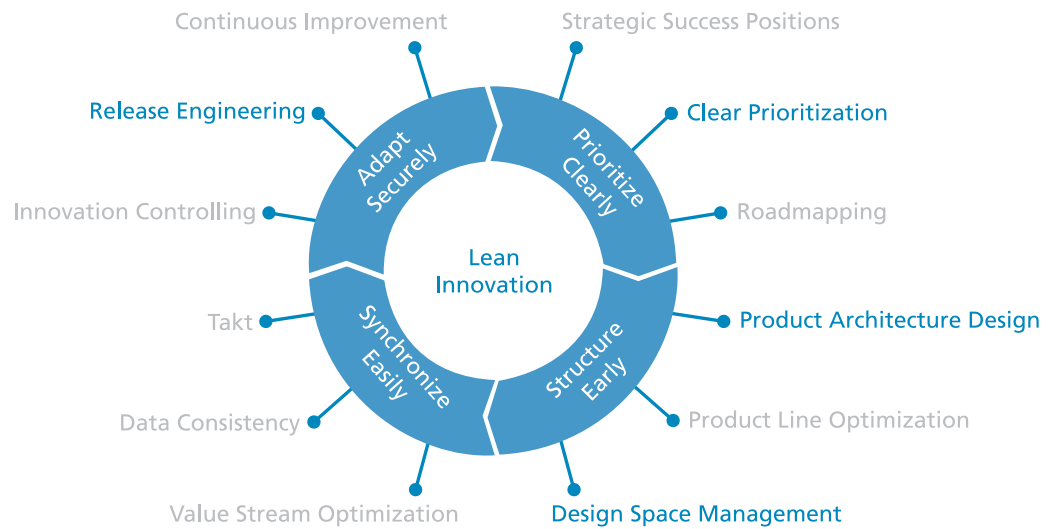 Continuous Improvement
Strategic Success Positions
Release Engineering
Clear Prioritization
Adapt
Securely
Prioritize
Clearly
Innovation Controlling
Roadmapping
Lean
Innovation
Takt
Product Architecture Design
Synchronize
Easily
Structure
Early
Data Consistency
Product Line Optimization
Value Stream Optimization
Design Space Management